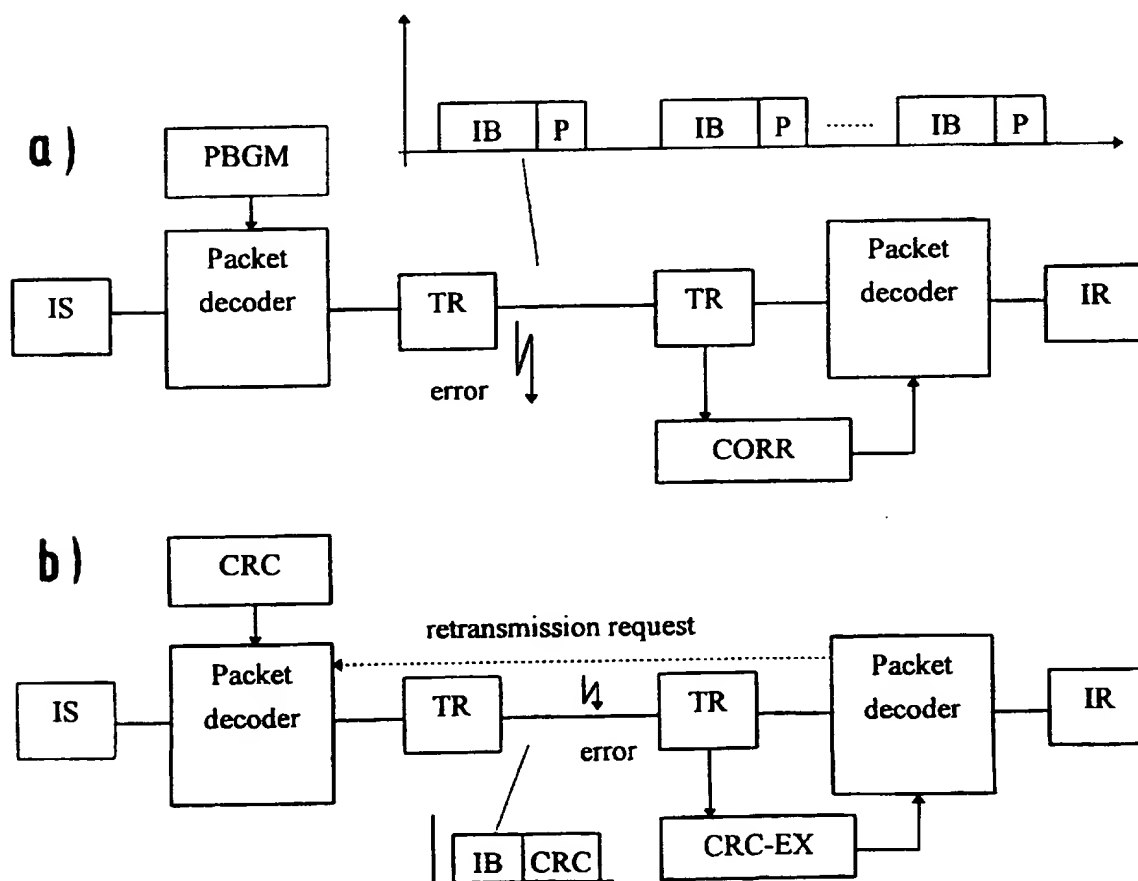 a)
IB P IB P ........ IB P
PBGM
Packet
decoder
IS
TR
error
TR
Packet
decoder
IR
CORR
b)
CRC
retransmission request
Packet
decoder
IS
TR
error
TR
Packet
decoder
IR
IB CRC
CRC-EX